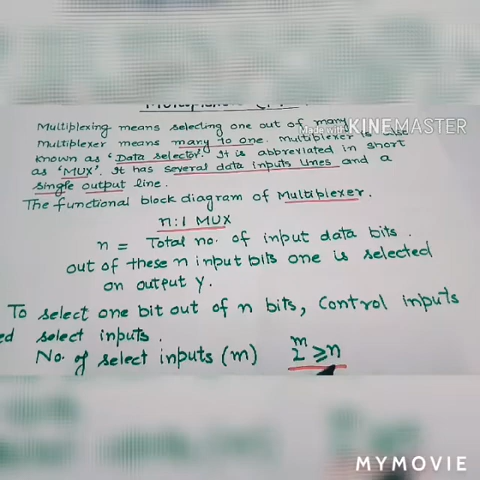 Multiplexing means selecting one out of many
Made with KINEMASTER
Multiplexer means many to one. Multiplexer is also
known as 'Data selector'. It is abbreviated in short
as 'MUX'. It has several data inputs lines and a
single output line.
The functional block diagram of Multiplexer.
n:1 MUX
n = Total no. of input data bits.
out of these n input bits one is selected
on output Y.
To select one bit out of n bits, Control inputs
ed select inputs.
No. of select inputs (m) 2^m ≥ n
MYMOVIE